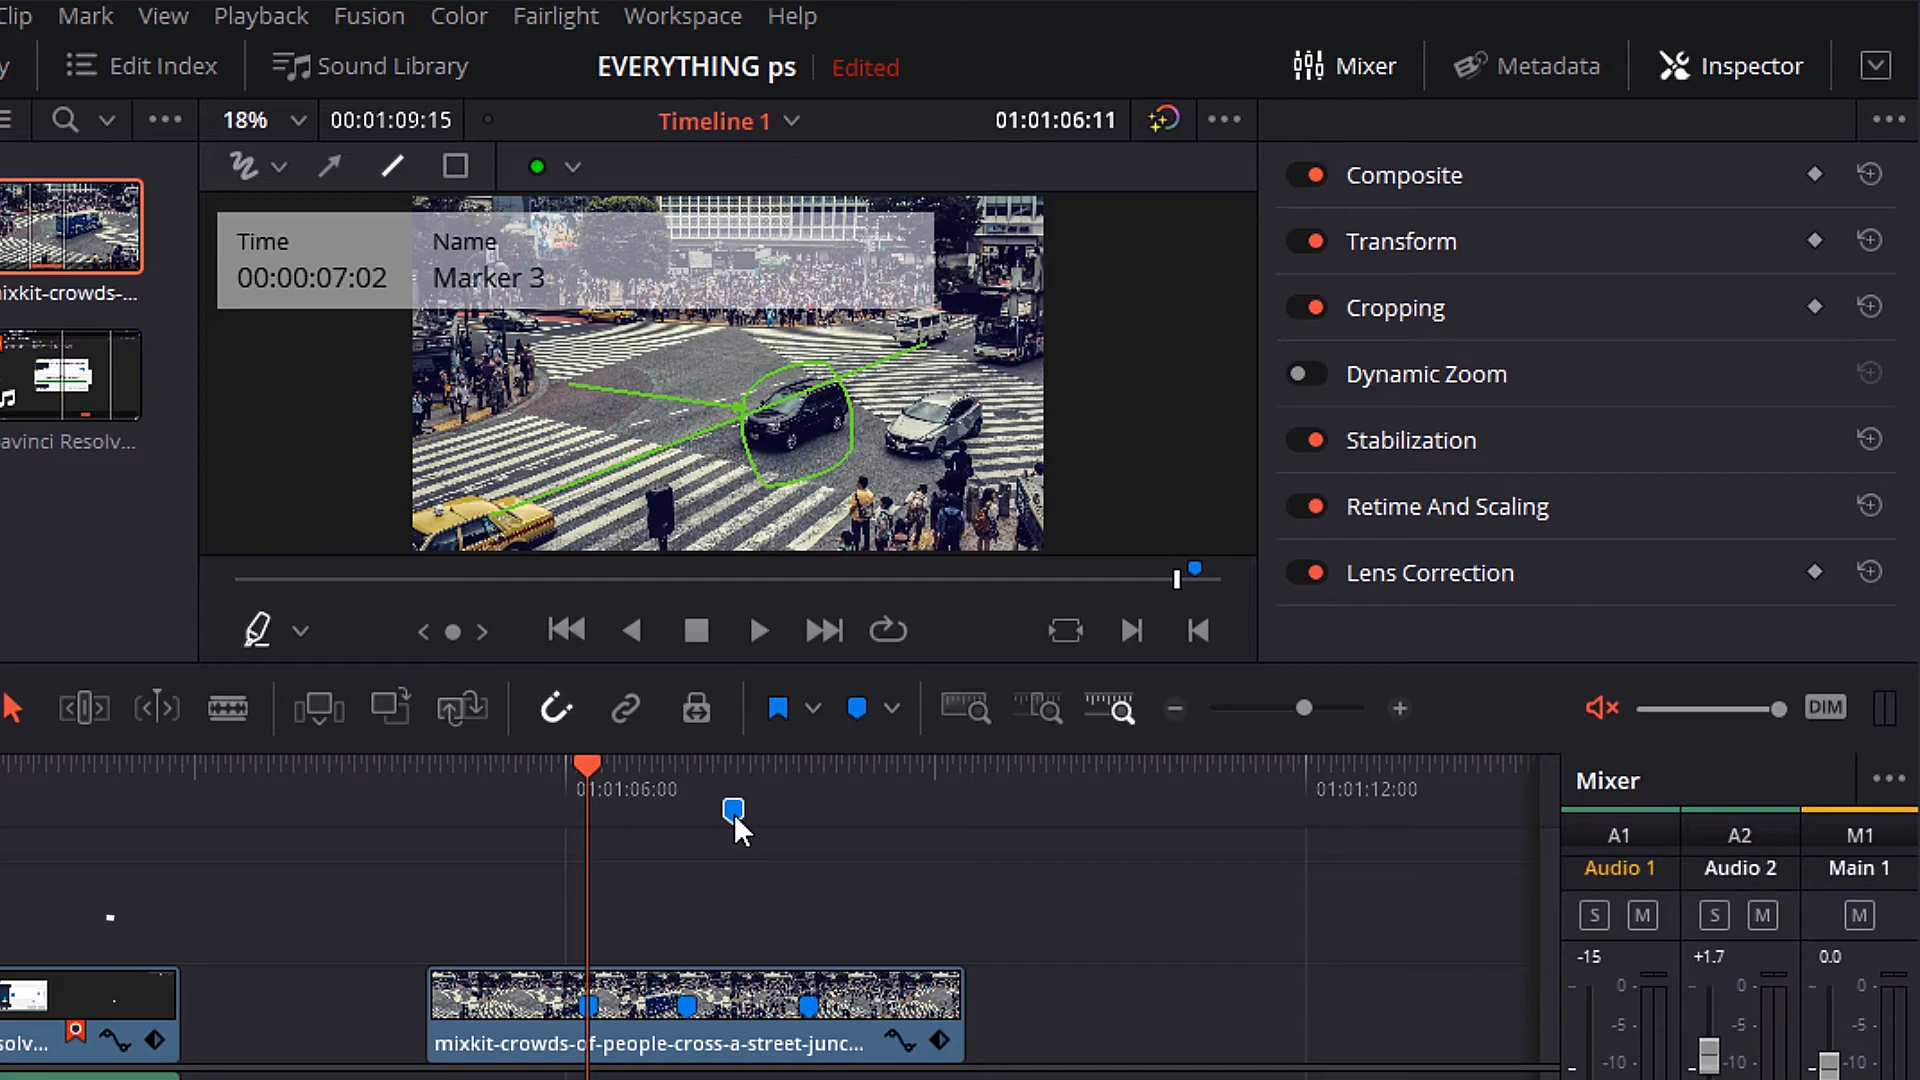 Clip Mark View Playback Fusion Color Fairlight Workspace Help
y Edit Index Sound Library EVERYTHING ps Edited Mixer Metadata Inspector
18% 00:01:09:15 Timeline 1 01:01:06:11
Composite
Transform
Cropping
Dynamic Zoom
Stabilization
Retime And Scaling
Lens Correction
Time Name
00:00:07:02 Marker 3
ixkit-crowds-...
avinci Resolv...
DIM
01:01:06:00 01:01:12:00
Mixer
A1 A2 M1
Audio 1 Audio 2 Main 1
S M S M M
-15 +1.7 0.0
0 0 0
-5 -5 -5
-10 -10 -10
solv... mixkit-crowds-of-people-cross-a-street-junc...